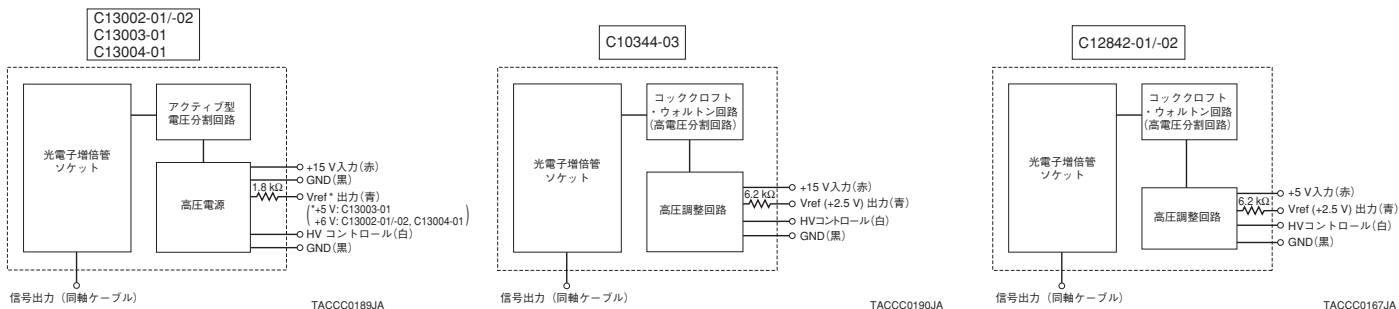 C13002-01/-02
C13003-01
C13004-01
光電子増倍管
ソケット
アクティブ型
電圧分割回路
高圧電源
+15 V入力(赤)
GND(黒)
1.8 kΩ
Vref* 出力(青)
(*+5 V: C13003-01
+6 V: C13002-01/-02, C13004-01)
HV コントロール(白)
GND(黒)
信号出力（同軸ケーブル）
TACCC0189JA
C10344-03
光電子増倍管
ソケット
コッククロフト
・ウォルトン回路
(高電圧分割回路)
高圧調整回路
+15 V入力(赤)
6.2 kΩ
Vref (+2.5 V) 出力(青)
HVコントロール(白)
GND(黒)
信号出力（同軸ケーブル）
TACCC0190JA
C12842-01/-02
光電子増倍管
ソケット
コッククロフト
・ウォルトン回路
(高電圧分割回路)
高圧調整回路
+5 V入力(赤)
6.2 kΩ
Vref (+2.5 V) 出力(青)
HVコントロール(白)
GND(黒)
信号出力（同軸ケーブル）
TACCC0167JA